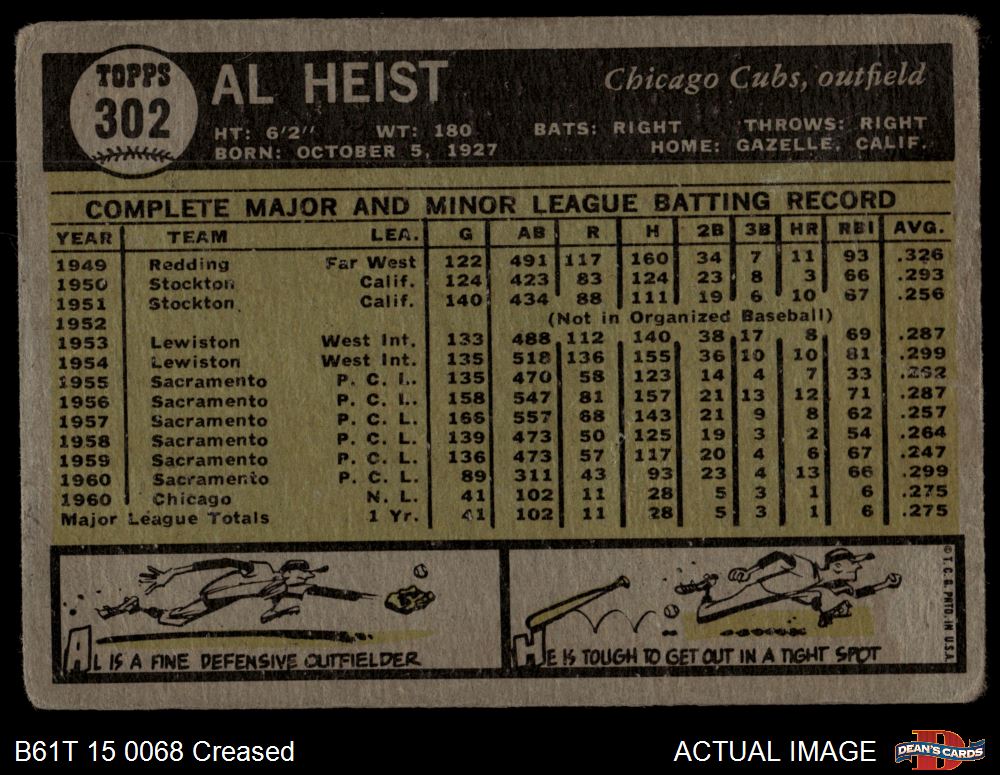 TOPPS
302
AL HEIST
Chicago Cubs, outfield
HT: 6'2" WT: 180 BATS: RIGHT THROWS: RIGHT
BORN: OCTOBER 5, 1927 HOME: GAZELLE, CALIF.
COMPLETE MAJOR AND MINOR LEAGUE BATTING RECORD
YEAR TEAM LEA. G AB R H 2B 3B HR RBI AVG.
1949 Redding Far West 122 491 117 160 34 7 11 93 .326
1950 Stockton Calif. 124 423 83 124 23 8 3 66 .293
1951 Stockton Calif. 140 434 88 111 19 6 10 67 .256
1952 (Not in Organized Baseball)
1953 Lewiston West Int. 133 488 112 140 38 17 8 69 .287
1954 Lewiston West Int. 135 518 136 155 36 10 10 81 .299
1955 Sacramento P. C. L. 135 470 58 123 14 4 7 33 .262
1956 Sacramento P. C. L. 158 547 81 157 21 13 12 71 .287
1957 Sacramento P. C. L. 166 557 68 143 21 9 8 62 .257
1958 Sacramento P. C. L. 139 473 50 125 19 3 2 54 .264
1959 Sacramento P. C. L. 136 473 57 117 20 4 6 67 .247
1960 Sacramento P. C. L. 89 311 43 93 23 4 13 66 .299
1960 Chicago N. L. 41 102 11 28 5 3 1 6 .275
Major League Totals 1 Yr. 41 102 11 28 5 3 1 6 .275
AL IS A FINE DEFENSIVE OUTFIELDER
HE IS TOUGH TO GET OUT IN A TIGHT SPOT
© T. C. G. PRTD. IN U.S.A.
B61T 15 0068 Creased
ACTUAL IMAGE
DEAN'S CARDS